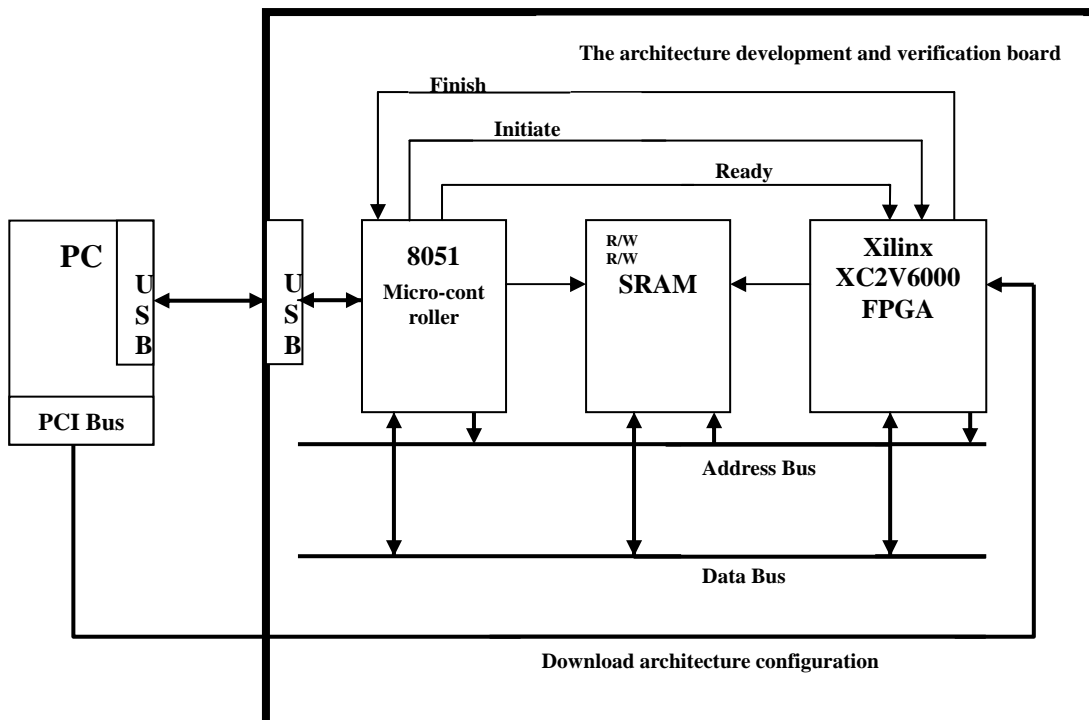 The architecture development and verification board
Finish
Initiate
Ready
PC
U
S
B
PCI Bus
U
S
B
8051
Micro-cont
roller
R/W
R/W
SRAM
Xilinx
XC2V6000
FPGA
Address Bus
Data Bus
Download architecture configuration